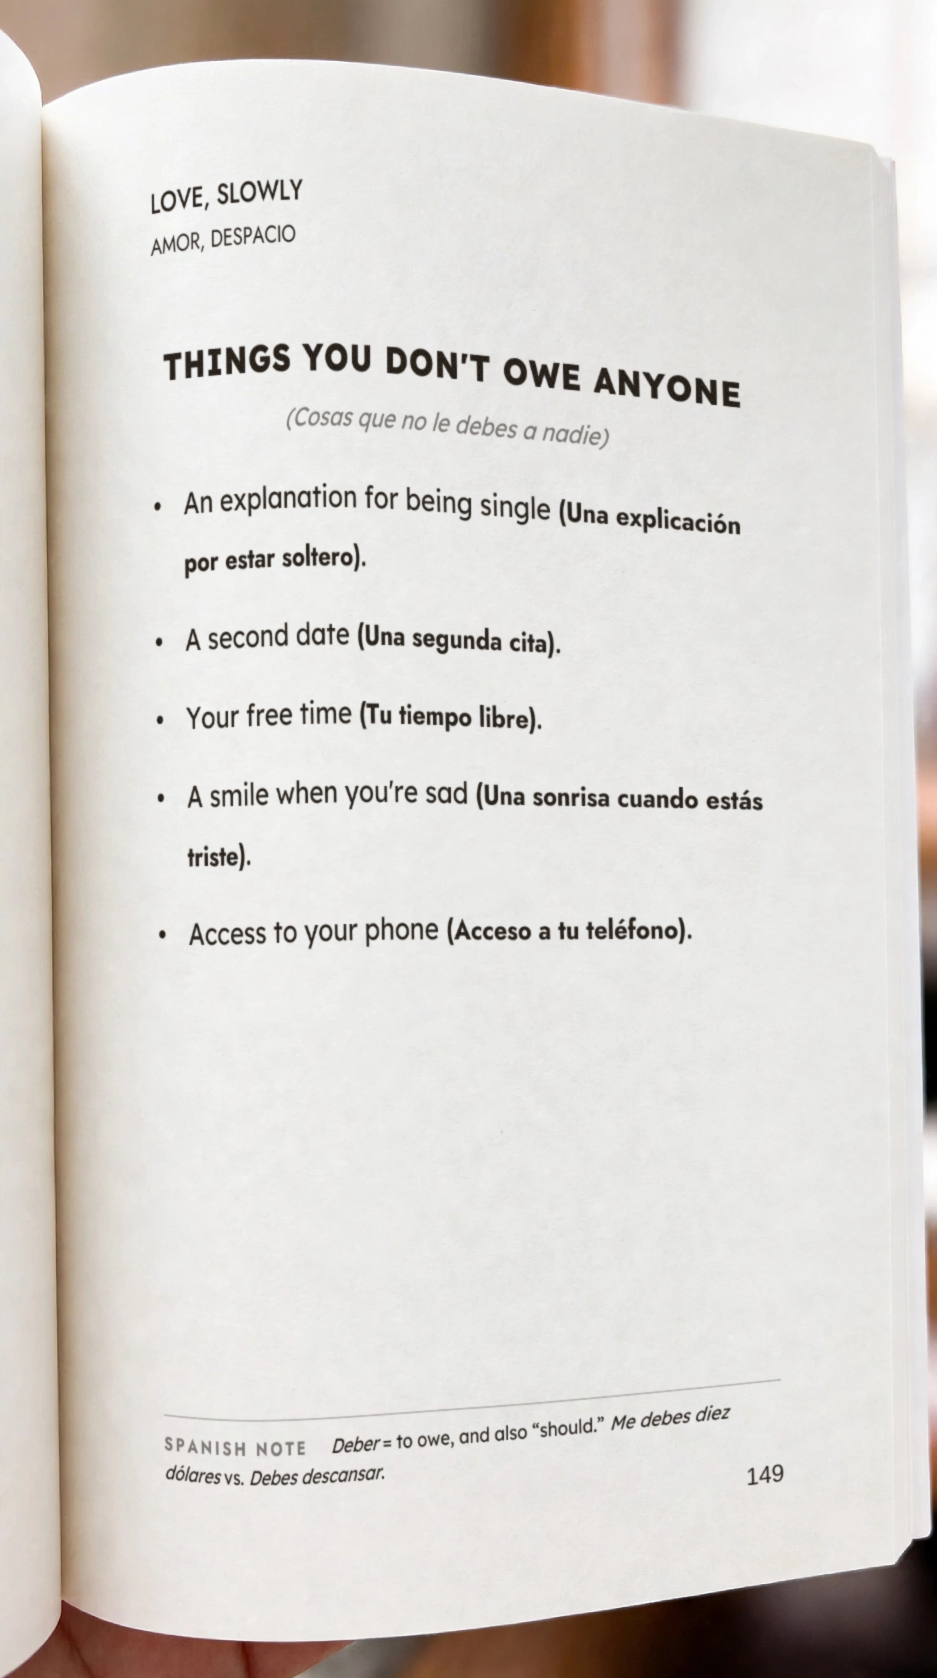 LOVE, SLOWLY
AMOR, DESPACIO
THINGS YOU DON'T OWE ANYONE
(Cosas que no le debes a nadie)
• An explanation for being single (Una explicación
por estar soltero).
• A second date (Una segunda cita).
• Your free time (Tu tiempo libre).
• A smile when you're sad (Una sonrisa cuando estás
triste).
• Access to your phone (Acceso a tu teléfono).
SPANISH NOTE Deber = to owe, and also “should.” Me debes diez
dólares vs. Debes descansar.
149